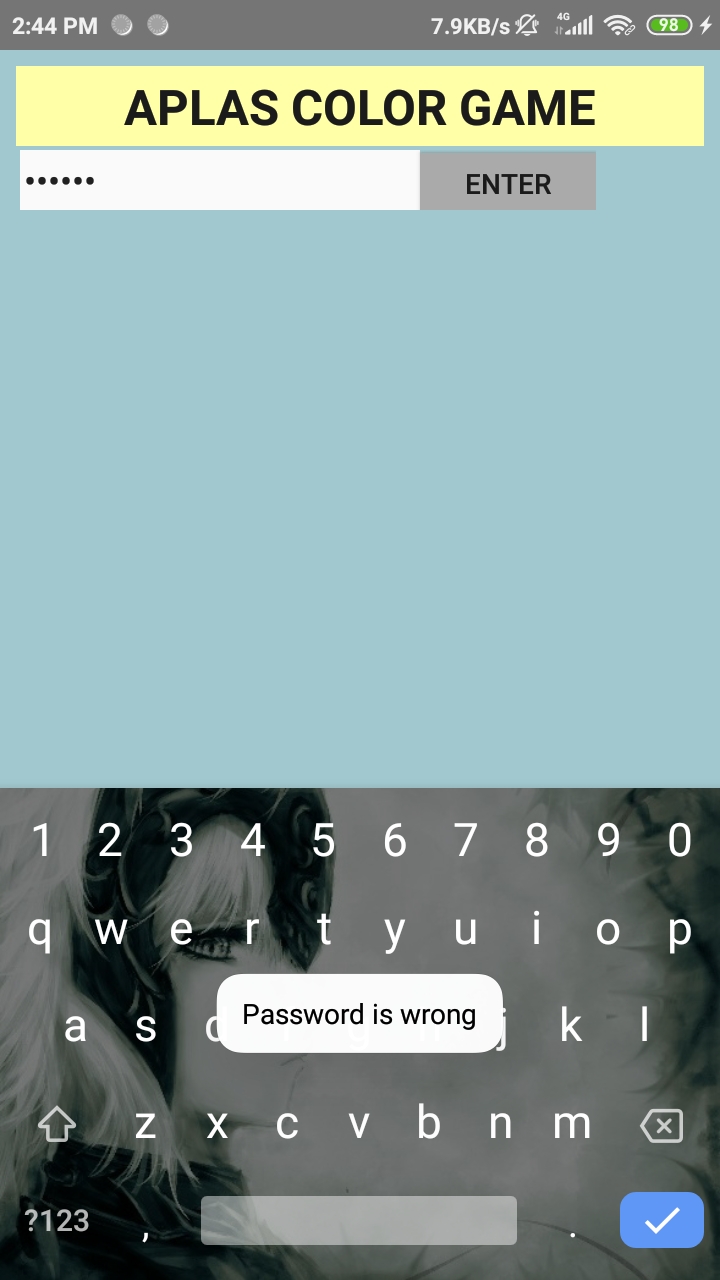 2:44 PM 7.9KB/s 4G 98
APLAS COLOR GAME
•••••• ENTER
1 2 3 4 5 6 7 8 9 0
q w e r t y u i o p
a s d j k l
Password is wrong
z x c v b n m
?123 , .